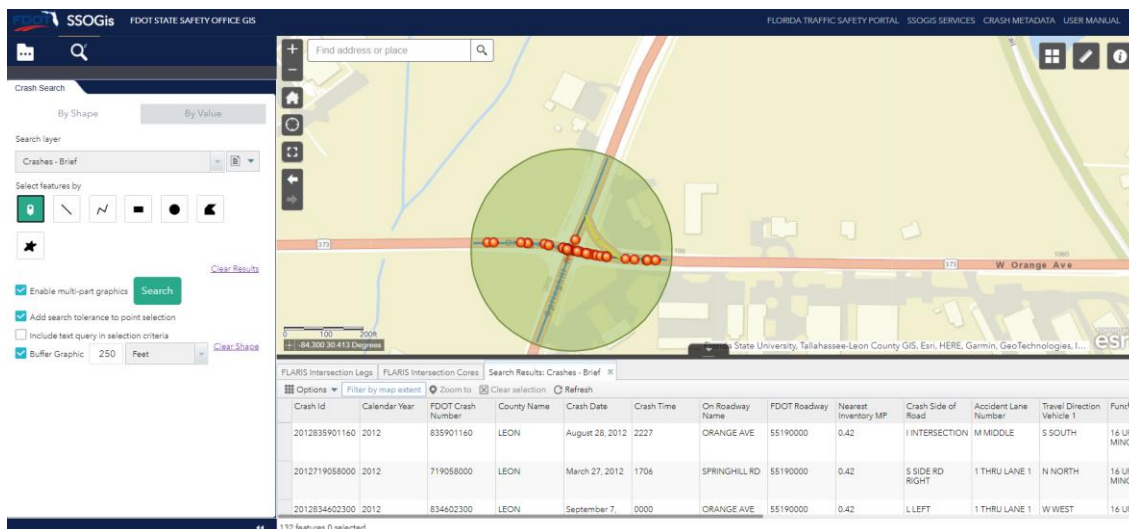 FDOT SSOGis FDOT STATE SAFETY OFFICE GIS
FLORIDA TRAFFIC SAFETY PORTAL SSOGIS SERVICES CRASH METADATA USER MANUAL
Crash Search
By Shape By Value
Search layer
Crashes - Brief
Select features by
Clear Results
Enable multi-part graphics Search
Add search tolerance to point selection
Include text query in selection criteria
Buffer Graphic 250 Feet Clear Shape
Find address or place
373
373
W Orange Ave
0 100 200ft
-84.300 30.413 Degrees
State University, Tallahassee-Leon County GIS, Esri, HERE, Garmin, GeoTechnologies, I...
esri
FLARIS Intersection Legs FLARIS Intersection Cores Search Results: Crashes - Brief
Options Filter by map extent Zoom to Clear selection Refresh
Crash Id Calendar Year FDOT Crash Number County Name Crash Date Crash Time On Roadway Name FDOT Roadway Nearest Inventory MP Crash Side of Road Accident Lane Number Travel Direction Vehicle 1
2012835901160 2012 835901160 LEON August 28, 2012 2227 ORANGE AVE 55190000 0.42 I INTERSECTION M MIDDLE S SOUTH
2012719058000 2012 719058000 LEON March 27, 2012 1706 SPRINGHILL RD 55190000 0.42 S SIDE RD RIGHT 1 THRU LANE 1 N NORTH
2012834602300 2012 834602300 LEON September 7, 0000 ORANGE AVE 55190000 0.42 L LEFT 1 THRU LANE 1 W WEST
132 features 0 selected